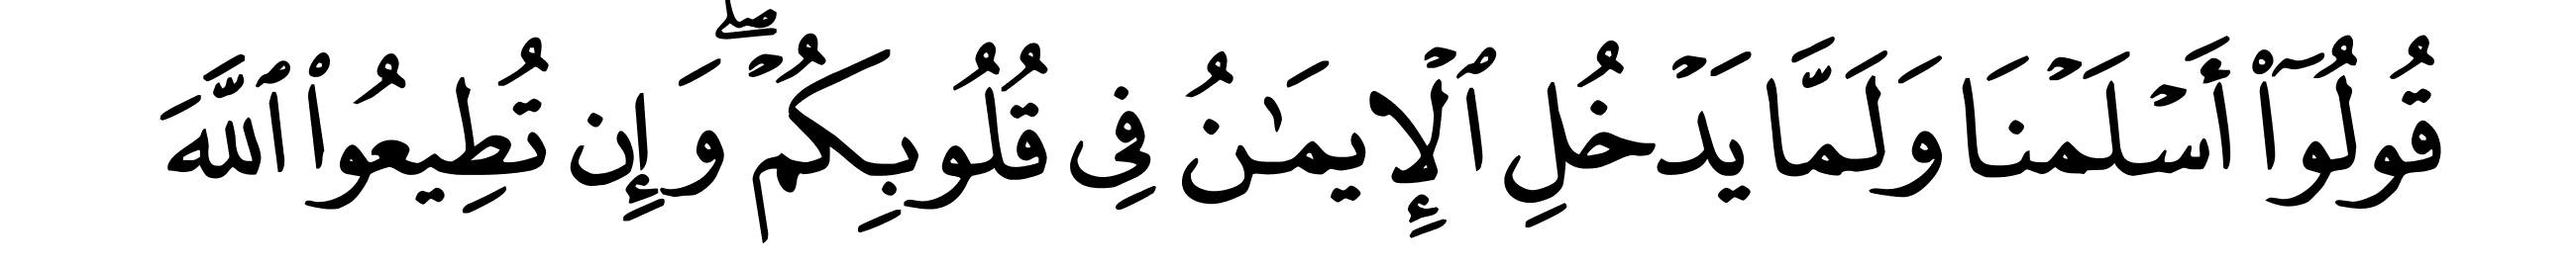 قُولُوٓا۟ أَسْلَمْنَا وَلَمَّا يَدْخُلِ ٱلْإِيمَٰنُ فِى قُلُوبِكُمْ ۖ وَإِن تُطِيعُوا۟ ٱللَّهَ